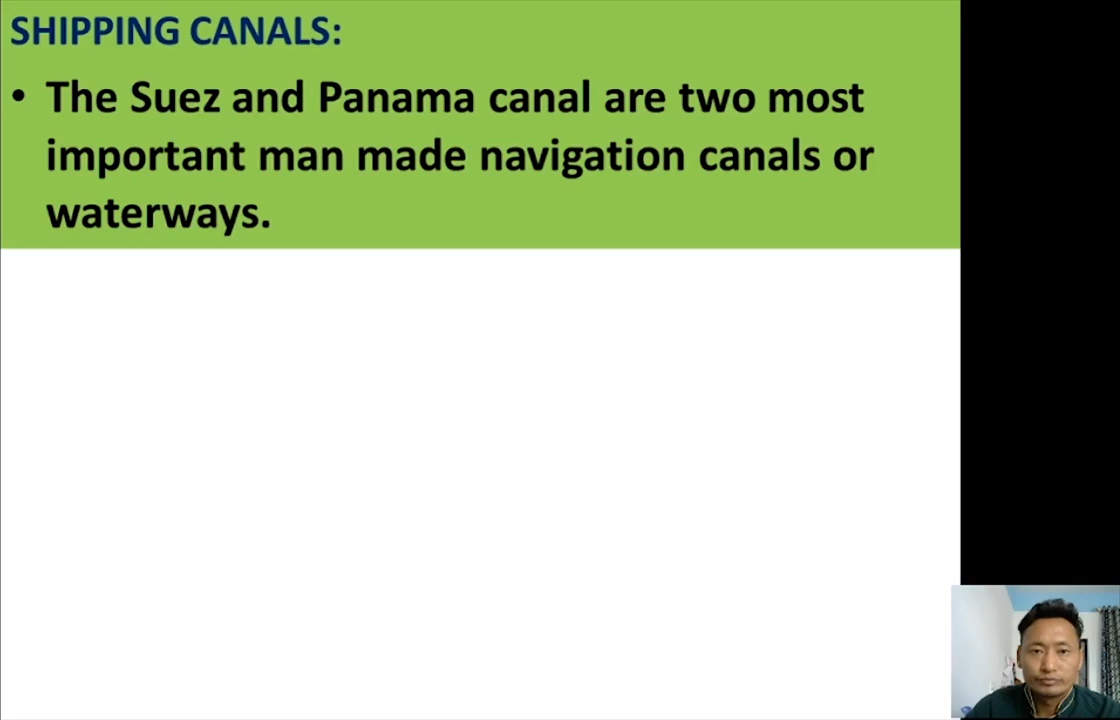 SHIPPING CANALS:
• The Suez and Panama canal are two most
important man made navigation canals or
waterways.